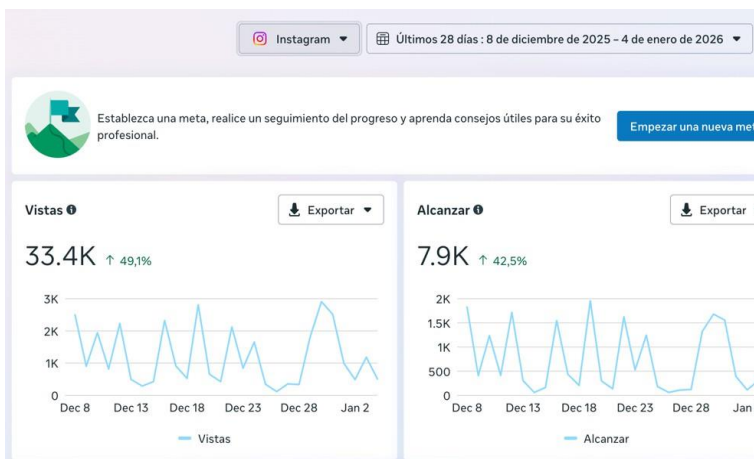 Instagram
Últimos 28 días : 8 de diciembre de 2025 – 4 de enero de 2026
Establezca una meta, realice un seguimiento del progreso y aprenda consejos útiles para su éxito
profesional.
Empezar una nueva met
Vistas
Exportar
33.4K ↑ 49,1%
3K
2K
1K
0
Dec 8 Dec 13 Dec 18 Dec 23 Dec 28 Jan 2
Vistas
Alcanzar
Exportar
7.9K ↑ 42,5%
2K
1.5K
1K
500
0
Dec 8 Dec 13 Dec 18 Dec 23 Dec 28 Jan
Alcanzar